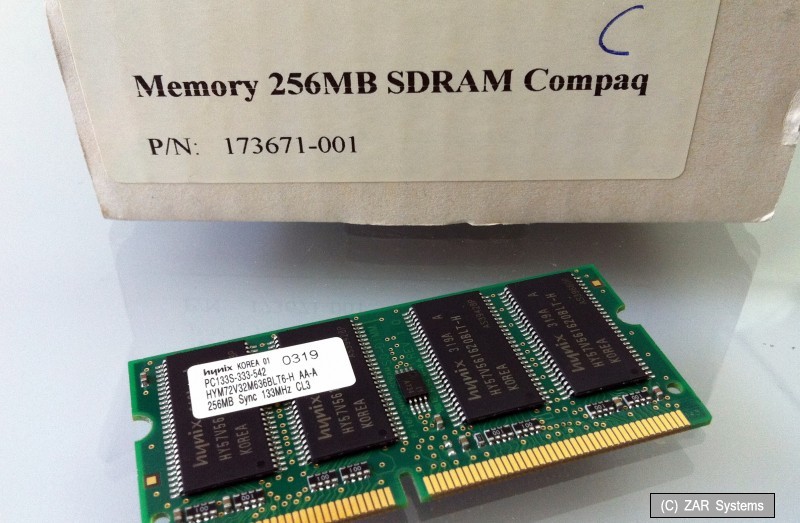 C
Memory 256MB SDRAM Compaq
P/N: 173671-001
hynix KOREA 01 0319
PC133S-333-542
HYM72V32M636BLT6-H AA-A
256MB Sync 133MHz CL3
hynix
HY57V56
KOREA
HY57V56
KOREA
hynix 319A A
HY57V561620BLT-H
KOREA
hynix 319A A
HY57V561620BLT-H
KOREA
(C) ZAR Systems